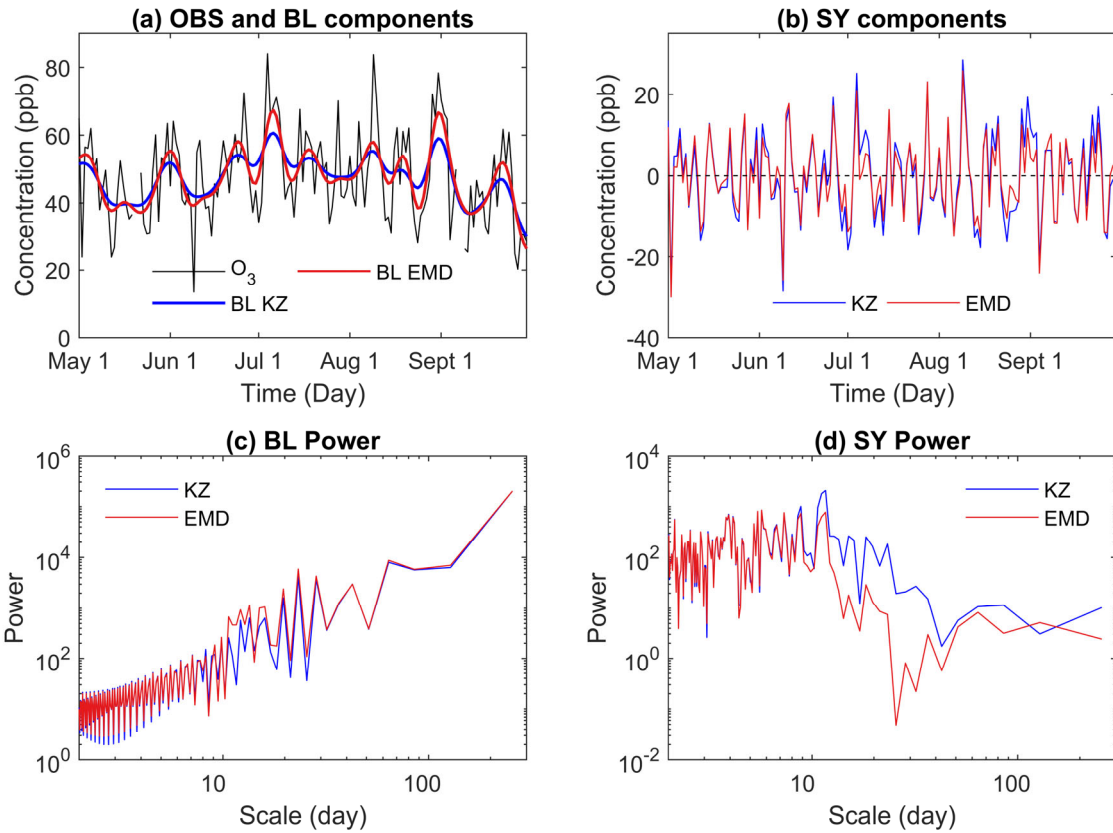 (a) OBS and BL components
Concentration (ppb)
80
60
40
20
0
O3
BL EMD
BL KZ
May 1 Jun 1 Jul 1 Aug 1 Sept 1
Time (Day)
(b) SY components
Concentration (ppb)
20
0
-20
-40
KZ
EMD
May 1 Jun 1 Jul 1 Aug 1 Sept 1
Time (Day)
(c) BL Power
Power
10^6
10^4
10^2
10^0
KZ
EMD
10 100
Scale (day)
(d) SY Power
Power
10^4
10^2
10^0
10^-2
KZ
EMD
10 100
Scale (day)